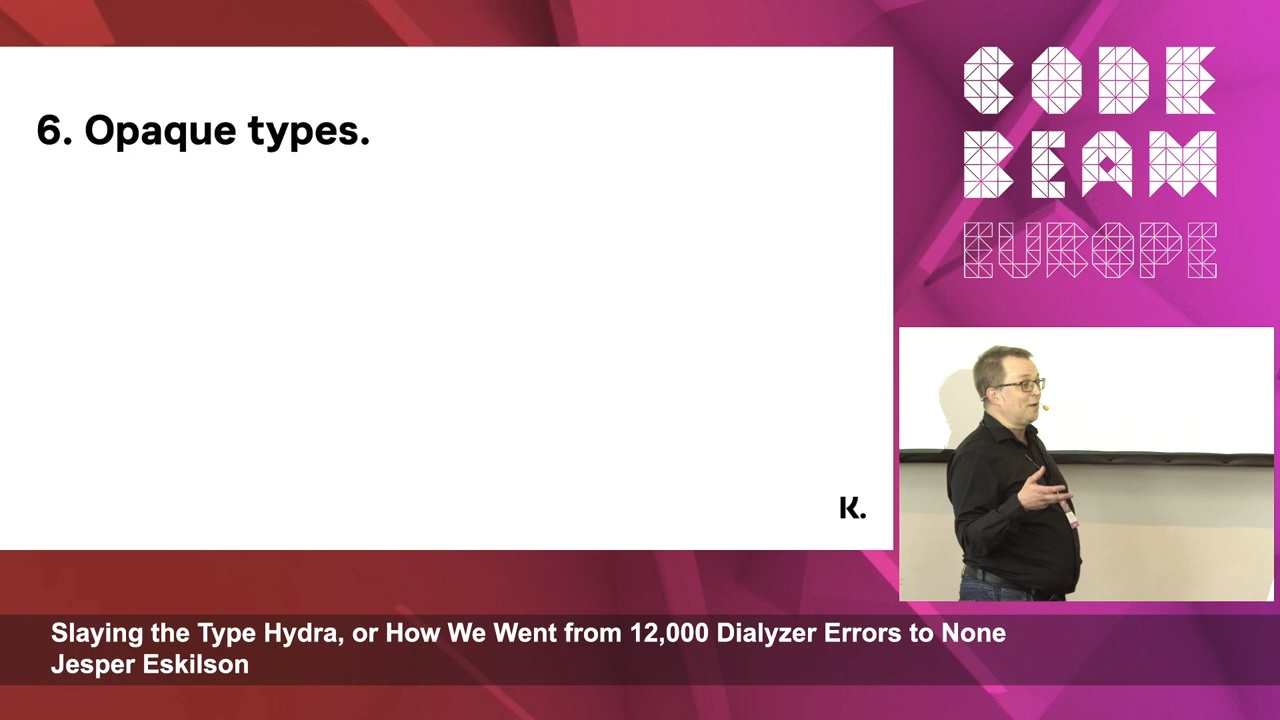 6. Opaque types.
K.
CODE
BEAM
EUROPE
Slaying the Type Hydra, or How We Went from 12,000 Dialyzer Errors to None
Jesper Eskilson